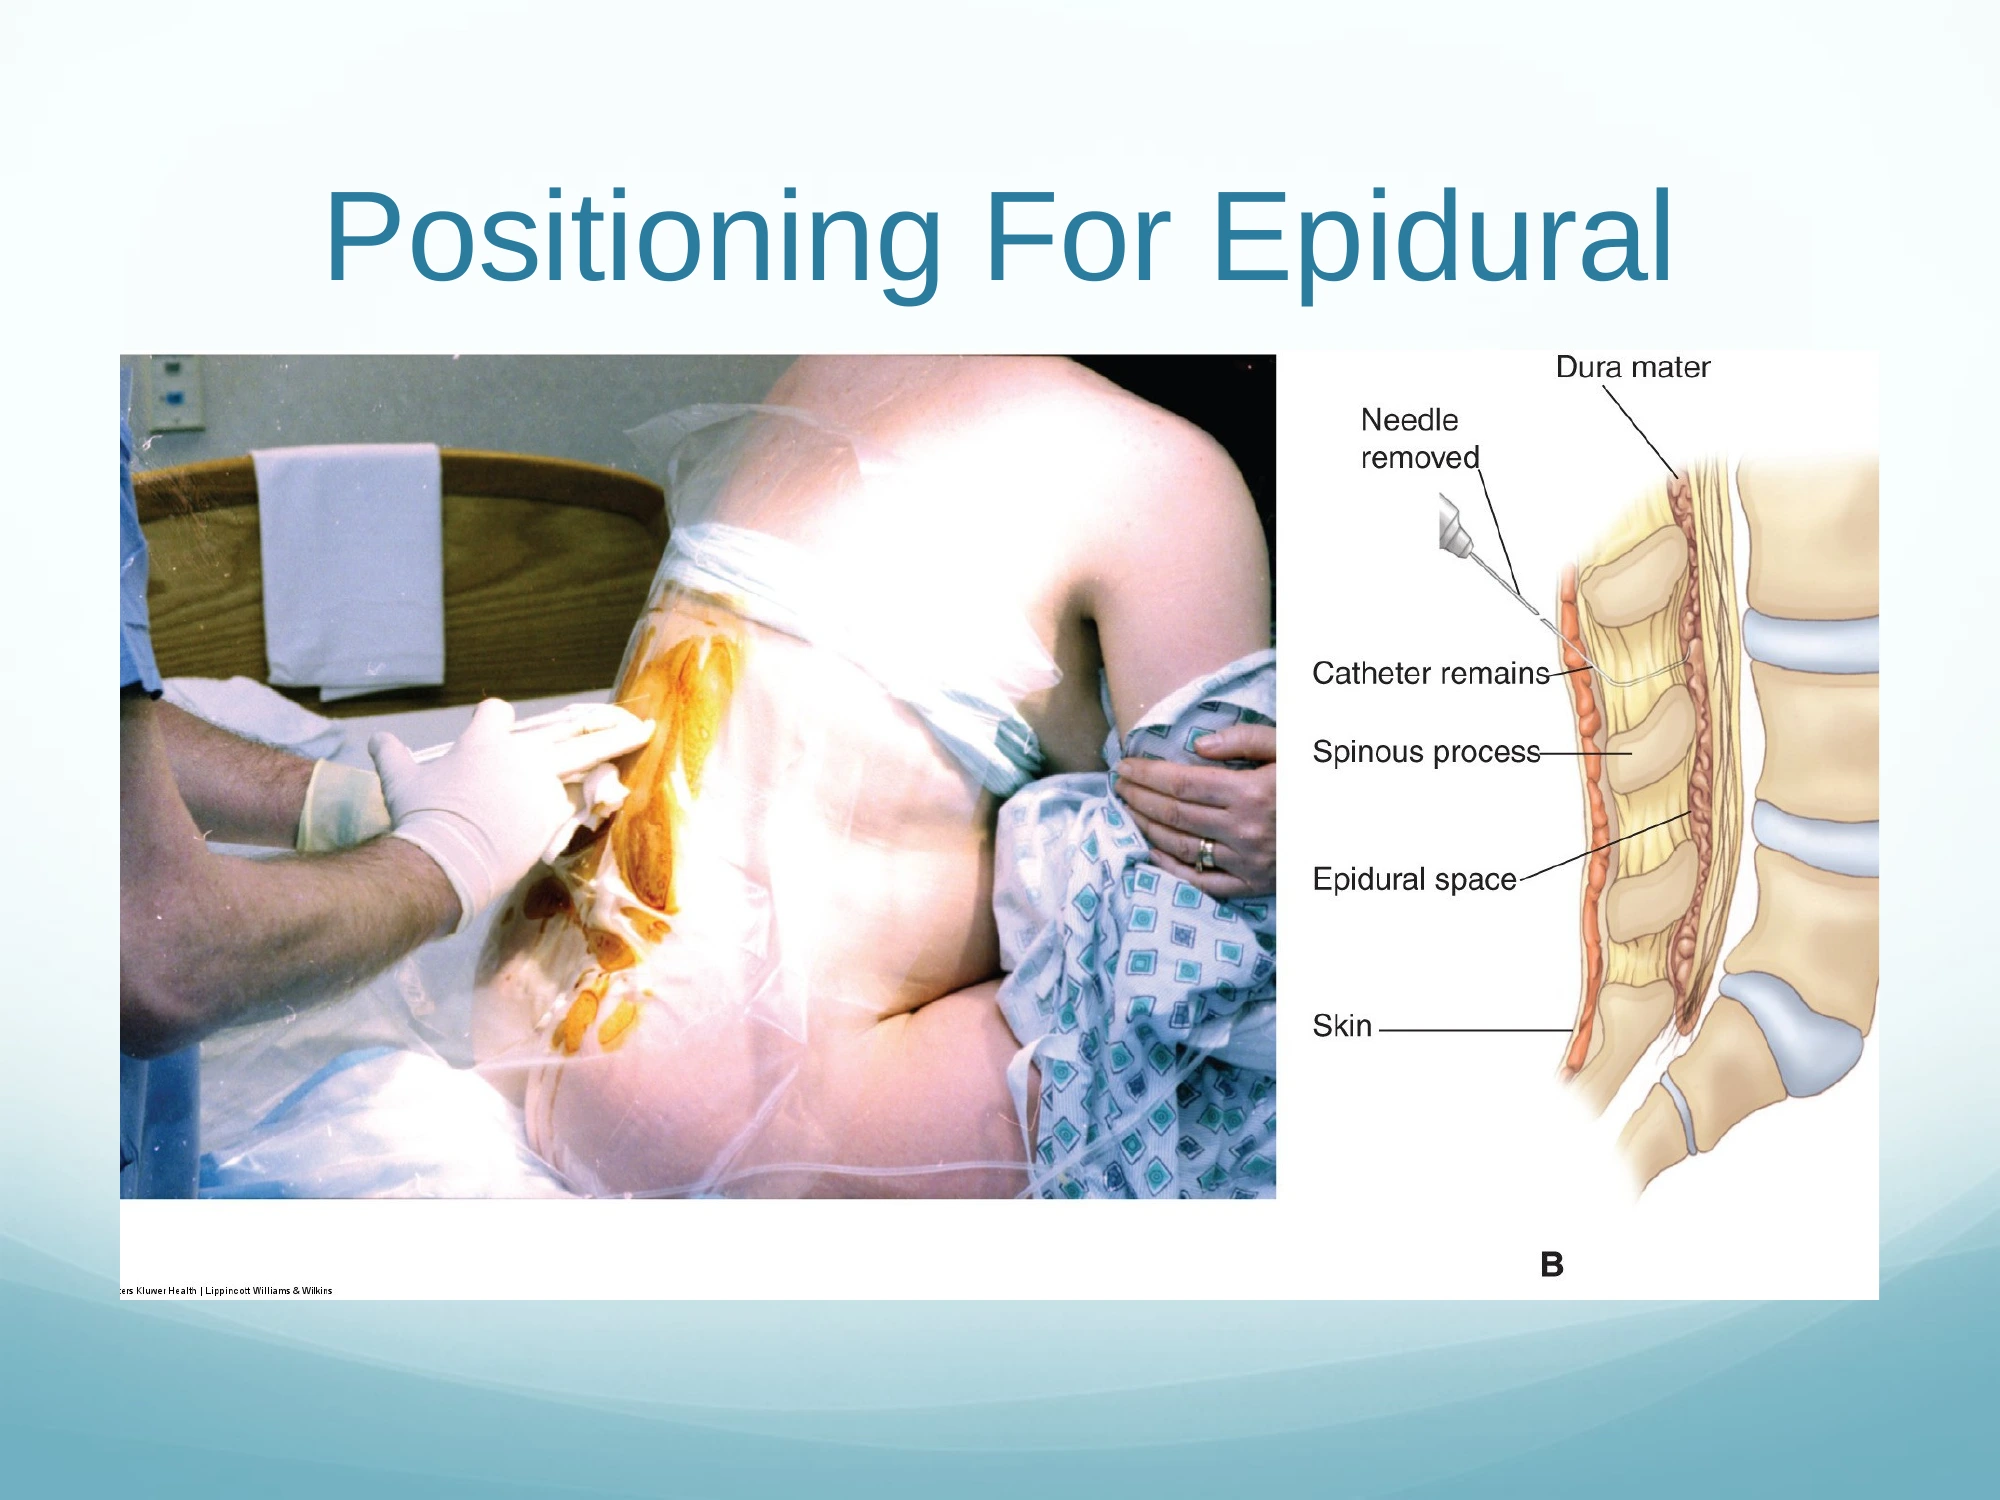 Positioning For Epidural
Dura mater
Needle
removed
Catheter remains
Spinous process
Epidural space
Skin
B
Kluwer Health | Lippincott Williams & Wilkins